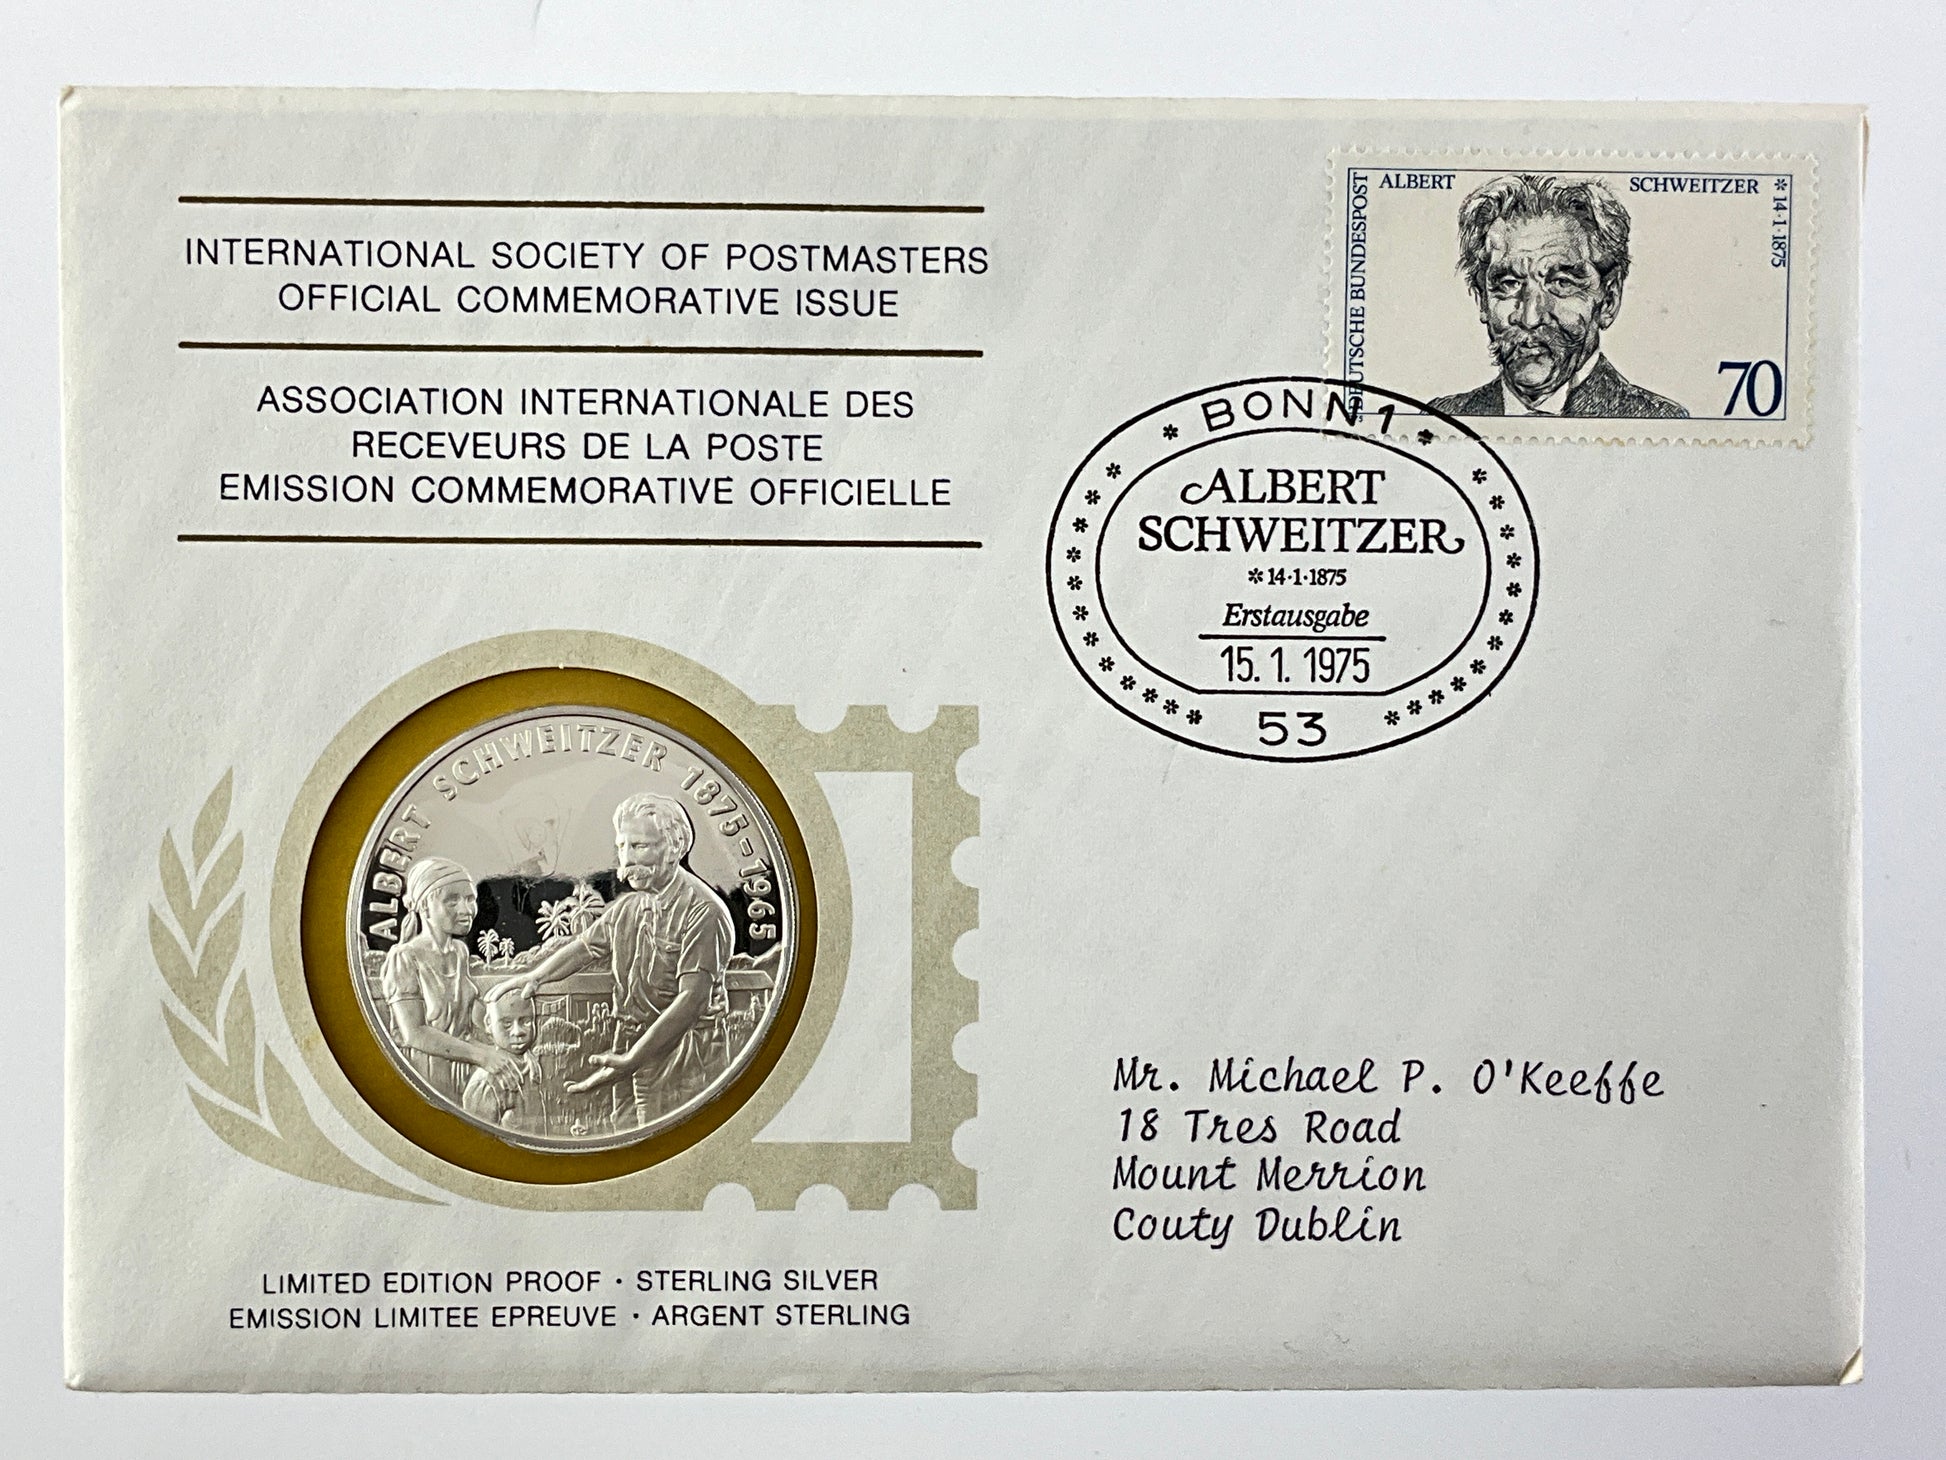 INTERNATIONAL SOCIETY OF POSTMASTERS
OFFICIAL COMMEMORATIVE ISSUE
ASSOCIATION INTERNATIONALE DES
RECEVEURS DE LA POSTE
EMISSION COMMEMORATIVE OFFICIELLE
DEUTSCHE BUNDESPOST
ALBERT SCHWEITZER * 14·1·1875
70
* BONN 1 *
ALBERT
SCHWEITZER
* 14·1·1875
Erstausgabe
15. 1. 1975
53
ALBERT SCHWEITZER 1875-1965
Mr. Michael P. O'Keeffe
18 Tres Road
Mount Merrion
Couty Dublin
LIMITED EDITION PROOF · STERLING SILVER
EMISSION LIMITEE EPREUVE · ARGENT STERLING